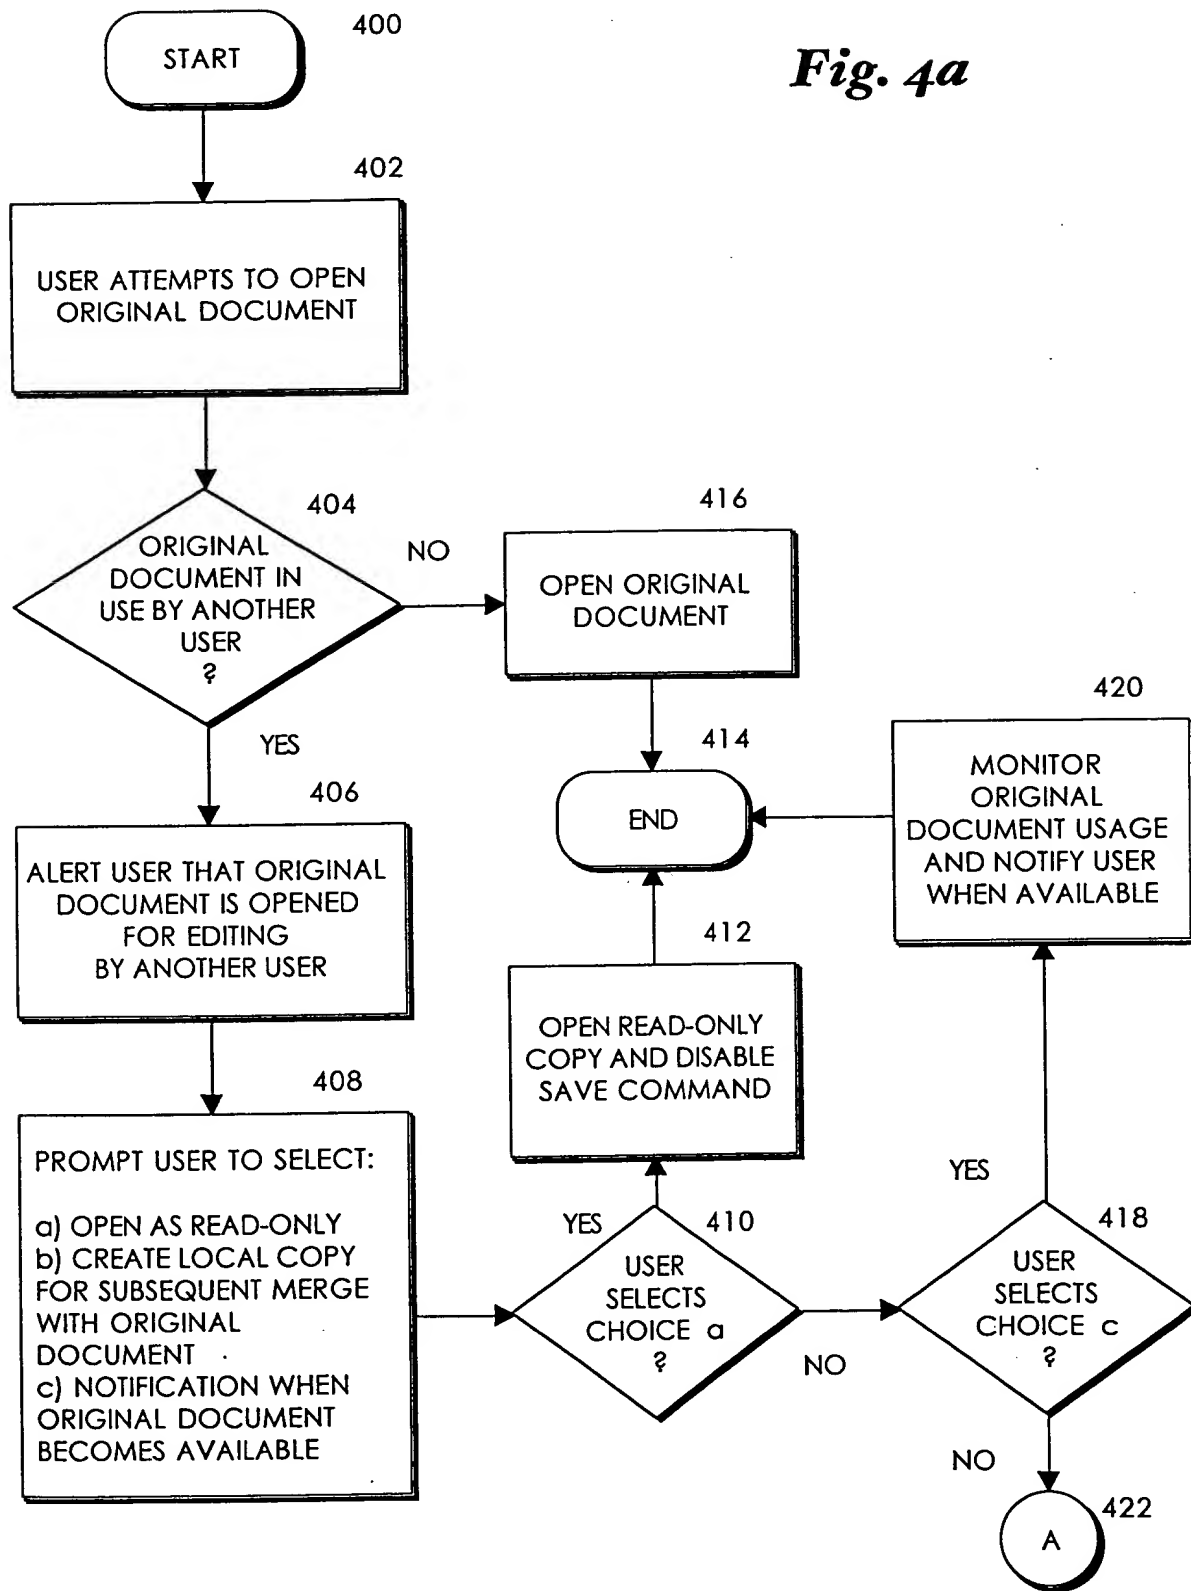 400
START
Fig. 4a
402
USER ATTEMPTS TO OPEN
ORIGINAL DOCUMENT
404
ORIGINAL
DOCUMENT IN
USE BY ANOTHER
USER
?
NO
416
OPEN ORIGINAL
DOCUMENT
YES
414
END
420
MONITOR
ORIGINAL
DOCUMENT USAGE
AND NOTIFY USER
WHEN AVAILABLE
406
ALERT USER THAT ORIGINAL
DOCUMENT IS OPENED
FOR EDITING
BY ANOTHER USER
412
OPEN READ-ONLY
COPY AND DISABLE
SAVE COMMAND
408
PROMPT USER TO SELECT:
a) OPEN AS READ-ONLY
b) CREATE LOCAL COPY
FOR SUBSEQUENT MERGE
WITH ORIGINAL
DOCUMENT
c) NOTIFICATION WHEN
ORIGINAL DOCUMENT
BECOMES AVAILABLE
YES
410
USER
SELECTS
CHOICE a
?
NO
YES
418
USER
SELECTS
CHOICE c
?
NO
422
A